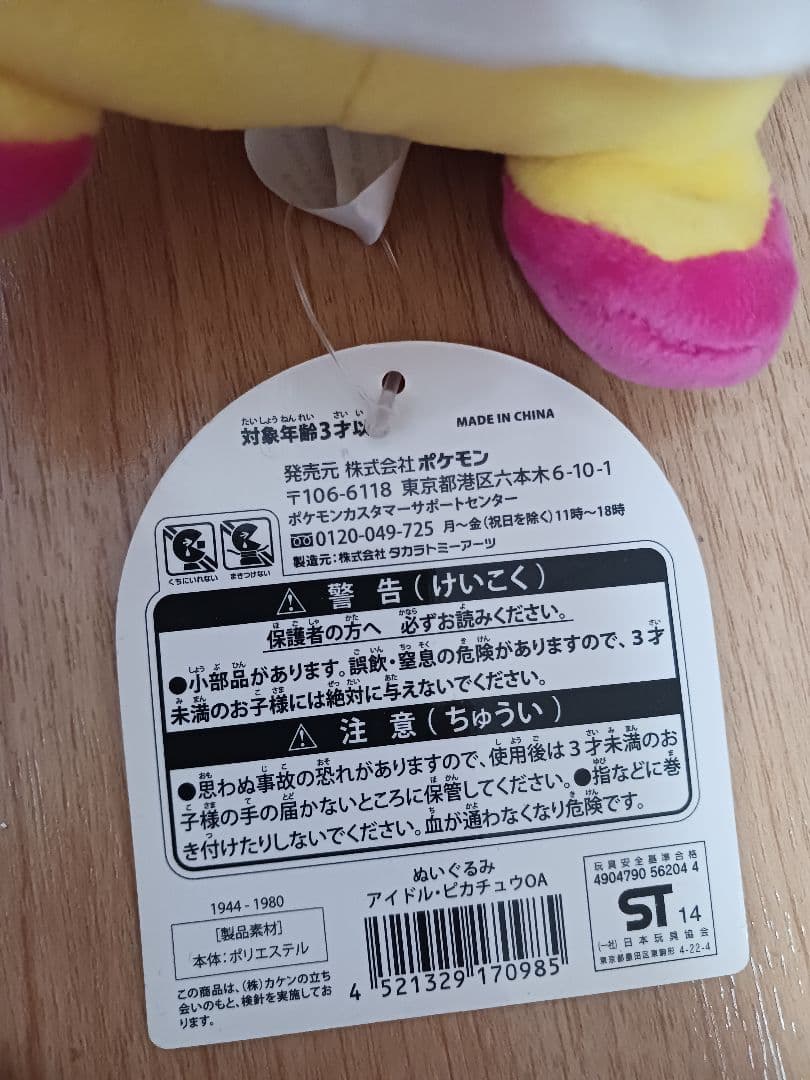 対象年齢3才以
MADE IN CHINA
発売元 株式会社ポケモン
〒106-6118 東京都港区六本木6-10-1
ポケモンカスタマーサポートセンター
0120-049-725 月～金(祝日を除く)11時～18時
製造元:株式会社 タカラトミーアーツ
くちにいれない まきつけない
警告(けいこく)
保護者の方へ 必ずお読みください。
●小部品があります。誤飲・窒息の危険がありますので、3才
未満のお子様には絶対に与えないでください。
注意(ちゅうい)
●思わぬ事故の恐れがありますので、使用後は3才未満のお
子様の手の届かないところに保管してください。●指などに巻
き付けたりしないでください。血が通わなくなり危険です。
1944-1980
[製品素材]
本体:ポリエステル
この商品は、(株)カケンの立ち
会いのもと、検針を実施してお
ります。
ぬいぐるみ
アイドル・ピカチュウOA
4 521329 170985
玩具安全基準合格
4904790 56204 4
ST 14
(一社)日本玩具協会
東京都墨田区東駒形 4-22-4